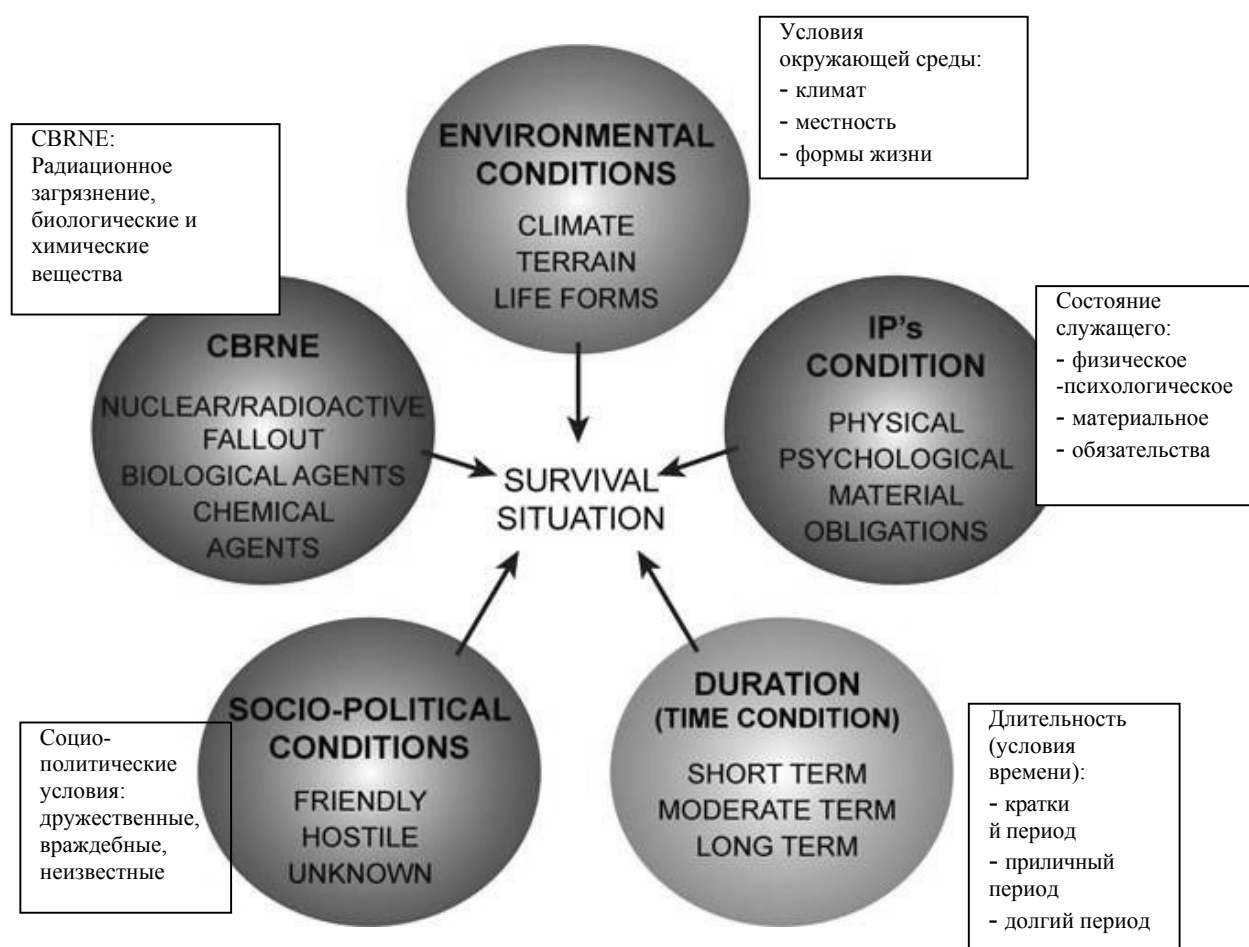 Условия
окружающей среды:
- климат
- местность
- формы жизни
ENVIRONMENTAL
CONDITIONS
CLIMATE
TERRAIN
LIFE FORMS
CBRNE:
Радиационное
загрязнение,
биологические и
химические
вещества
CBRNE
NUCLEAR/RADIOACTIVE
FALLOUT
BIOLOGICAL AGENTS
CHEMICAL
AGENTS
IP's
CONDITION
PHYSICAL
PSYCHOLOGICAL
MATERIAL
OBLIGATIONS
Состояние
служащего:
- физическое
-психологическое
- материальное
- обязательства
SURVIVAL
SITUATION
SOCIO-POLITICAL
CONDITIONS
FRIENDLY
HOSTILE
UNKNOWN
Социо-
политические
условия:
дружественные,
враждебные,
неизвестные
DURATION
(TIME CONDITION)
SHORT TERM
MODERATE TERM
LONG TERM
Длительность
(условия
времени):
- кратки
й период
- приличный
период
- долгий период